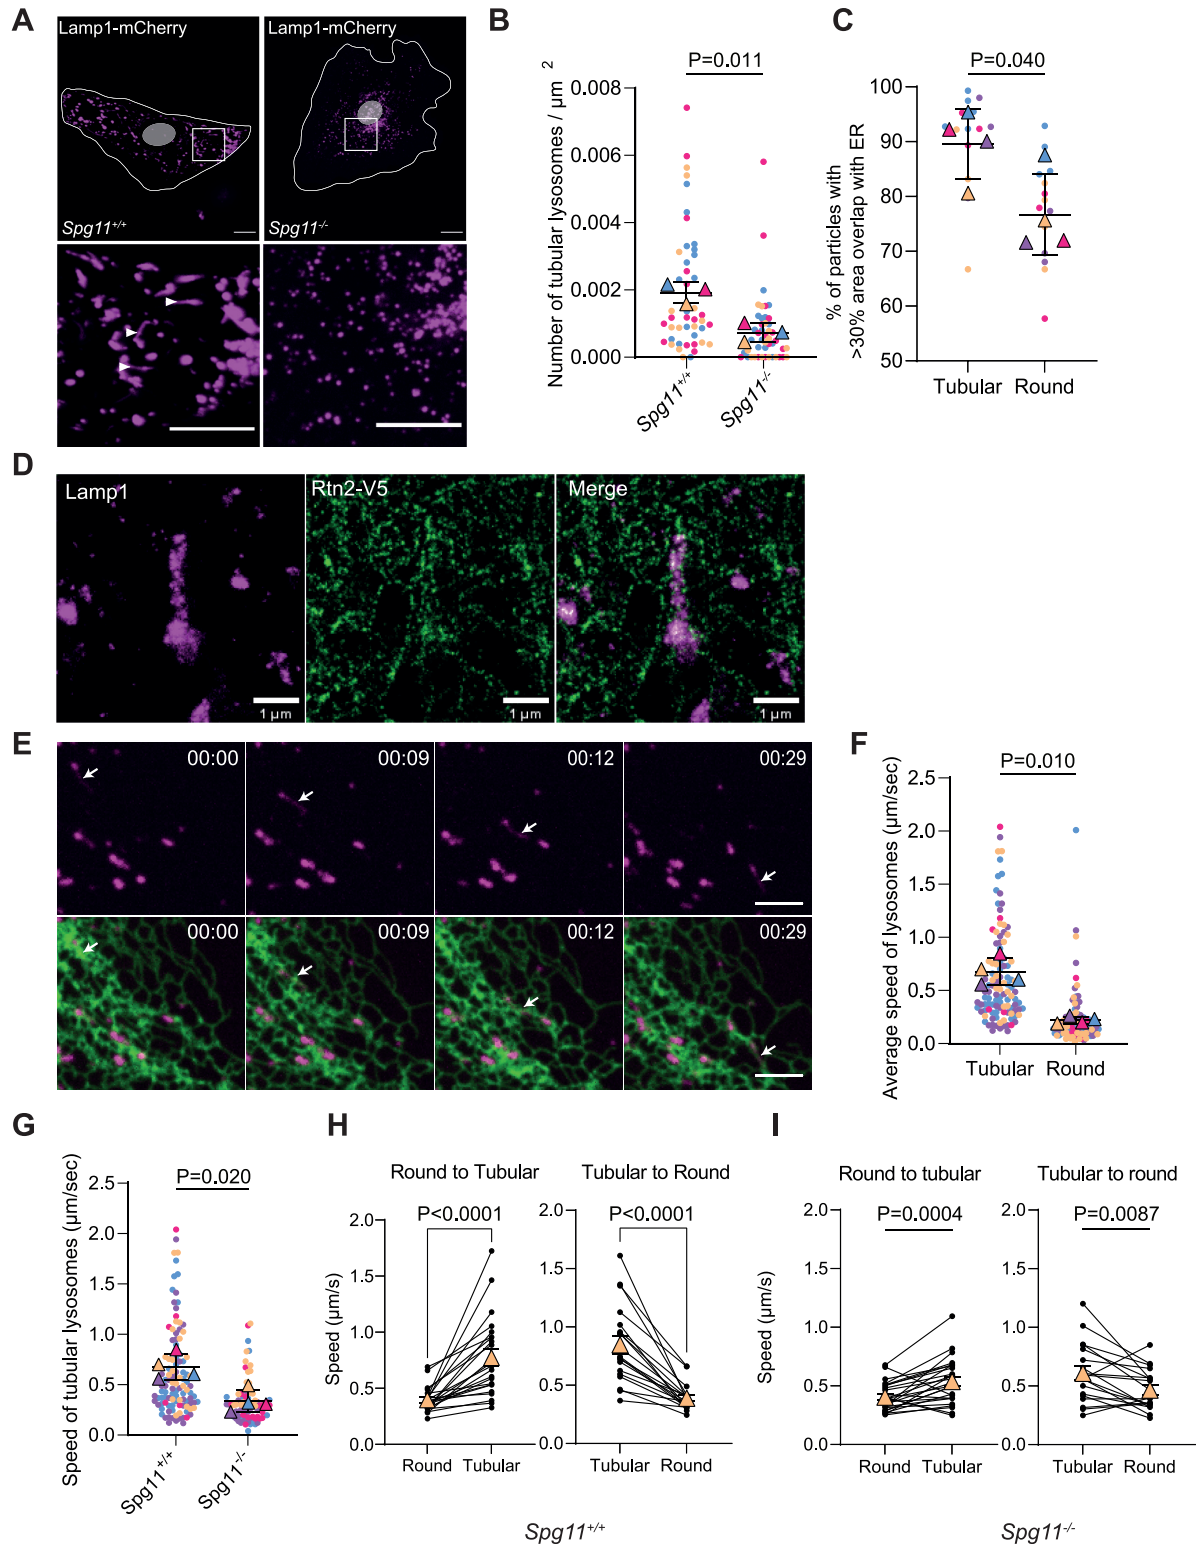 A
Lamp1-mCherry
Lamp1-mCherry
Spg11+/+
Spg11-/-
B
Number of tubular lysosomes / µm 2
P=0.011
0.008
0.006
0.004
0.002
0.000
Spg11+/+
Spg11-/-
C
% of particles with
>30% area overlap with ER
P=0.040
100
90
80
70
60
50
Tubular
Round
D
Lamp1
Rtn2-V5
Merge
1 µm
1 µm
1 µm
E
00:00
00:09
00:12
00:29
00:00
00:09
00:12
00:29
F
Average speed of lysosomes (µm/sec)
P=0.010
2.5
2.0
1.5
1.0
0.5
0.0
Tubular
Round
G
Speed of tubular lysosomes (µm/sec)
P=0.020
2.5
2.0
1.5
1.0
0.5
0.0
Spg11+/+
Spg11-/-
H
Round to Tubular
P<0.0001
Speed (µm/s)
2.0
1.5
1.0
0.5
0.0
Round
Tubular
Tubular to Round
P<0.0001
2.0
1.5
1.0
0.5
0.0
Tubular
Round
Spg11+/+
I
Round to tubular
P=0.0004
Speed (µm/s)
2.0
1.5
1.0
0.5
0.0
Round
Tubular
Tubular to round
P=0.0087
2.0
1.5
1.0
0.5
0.0
Tubular
Round
Spg11-/-